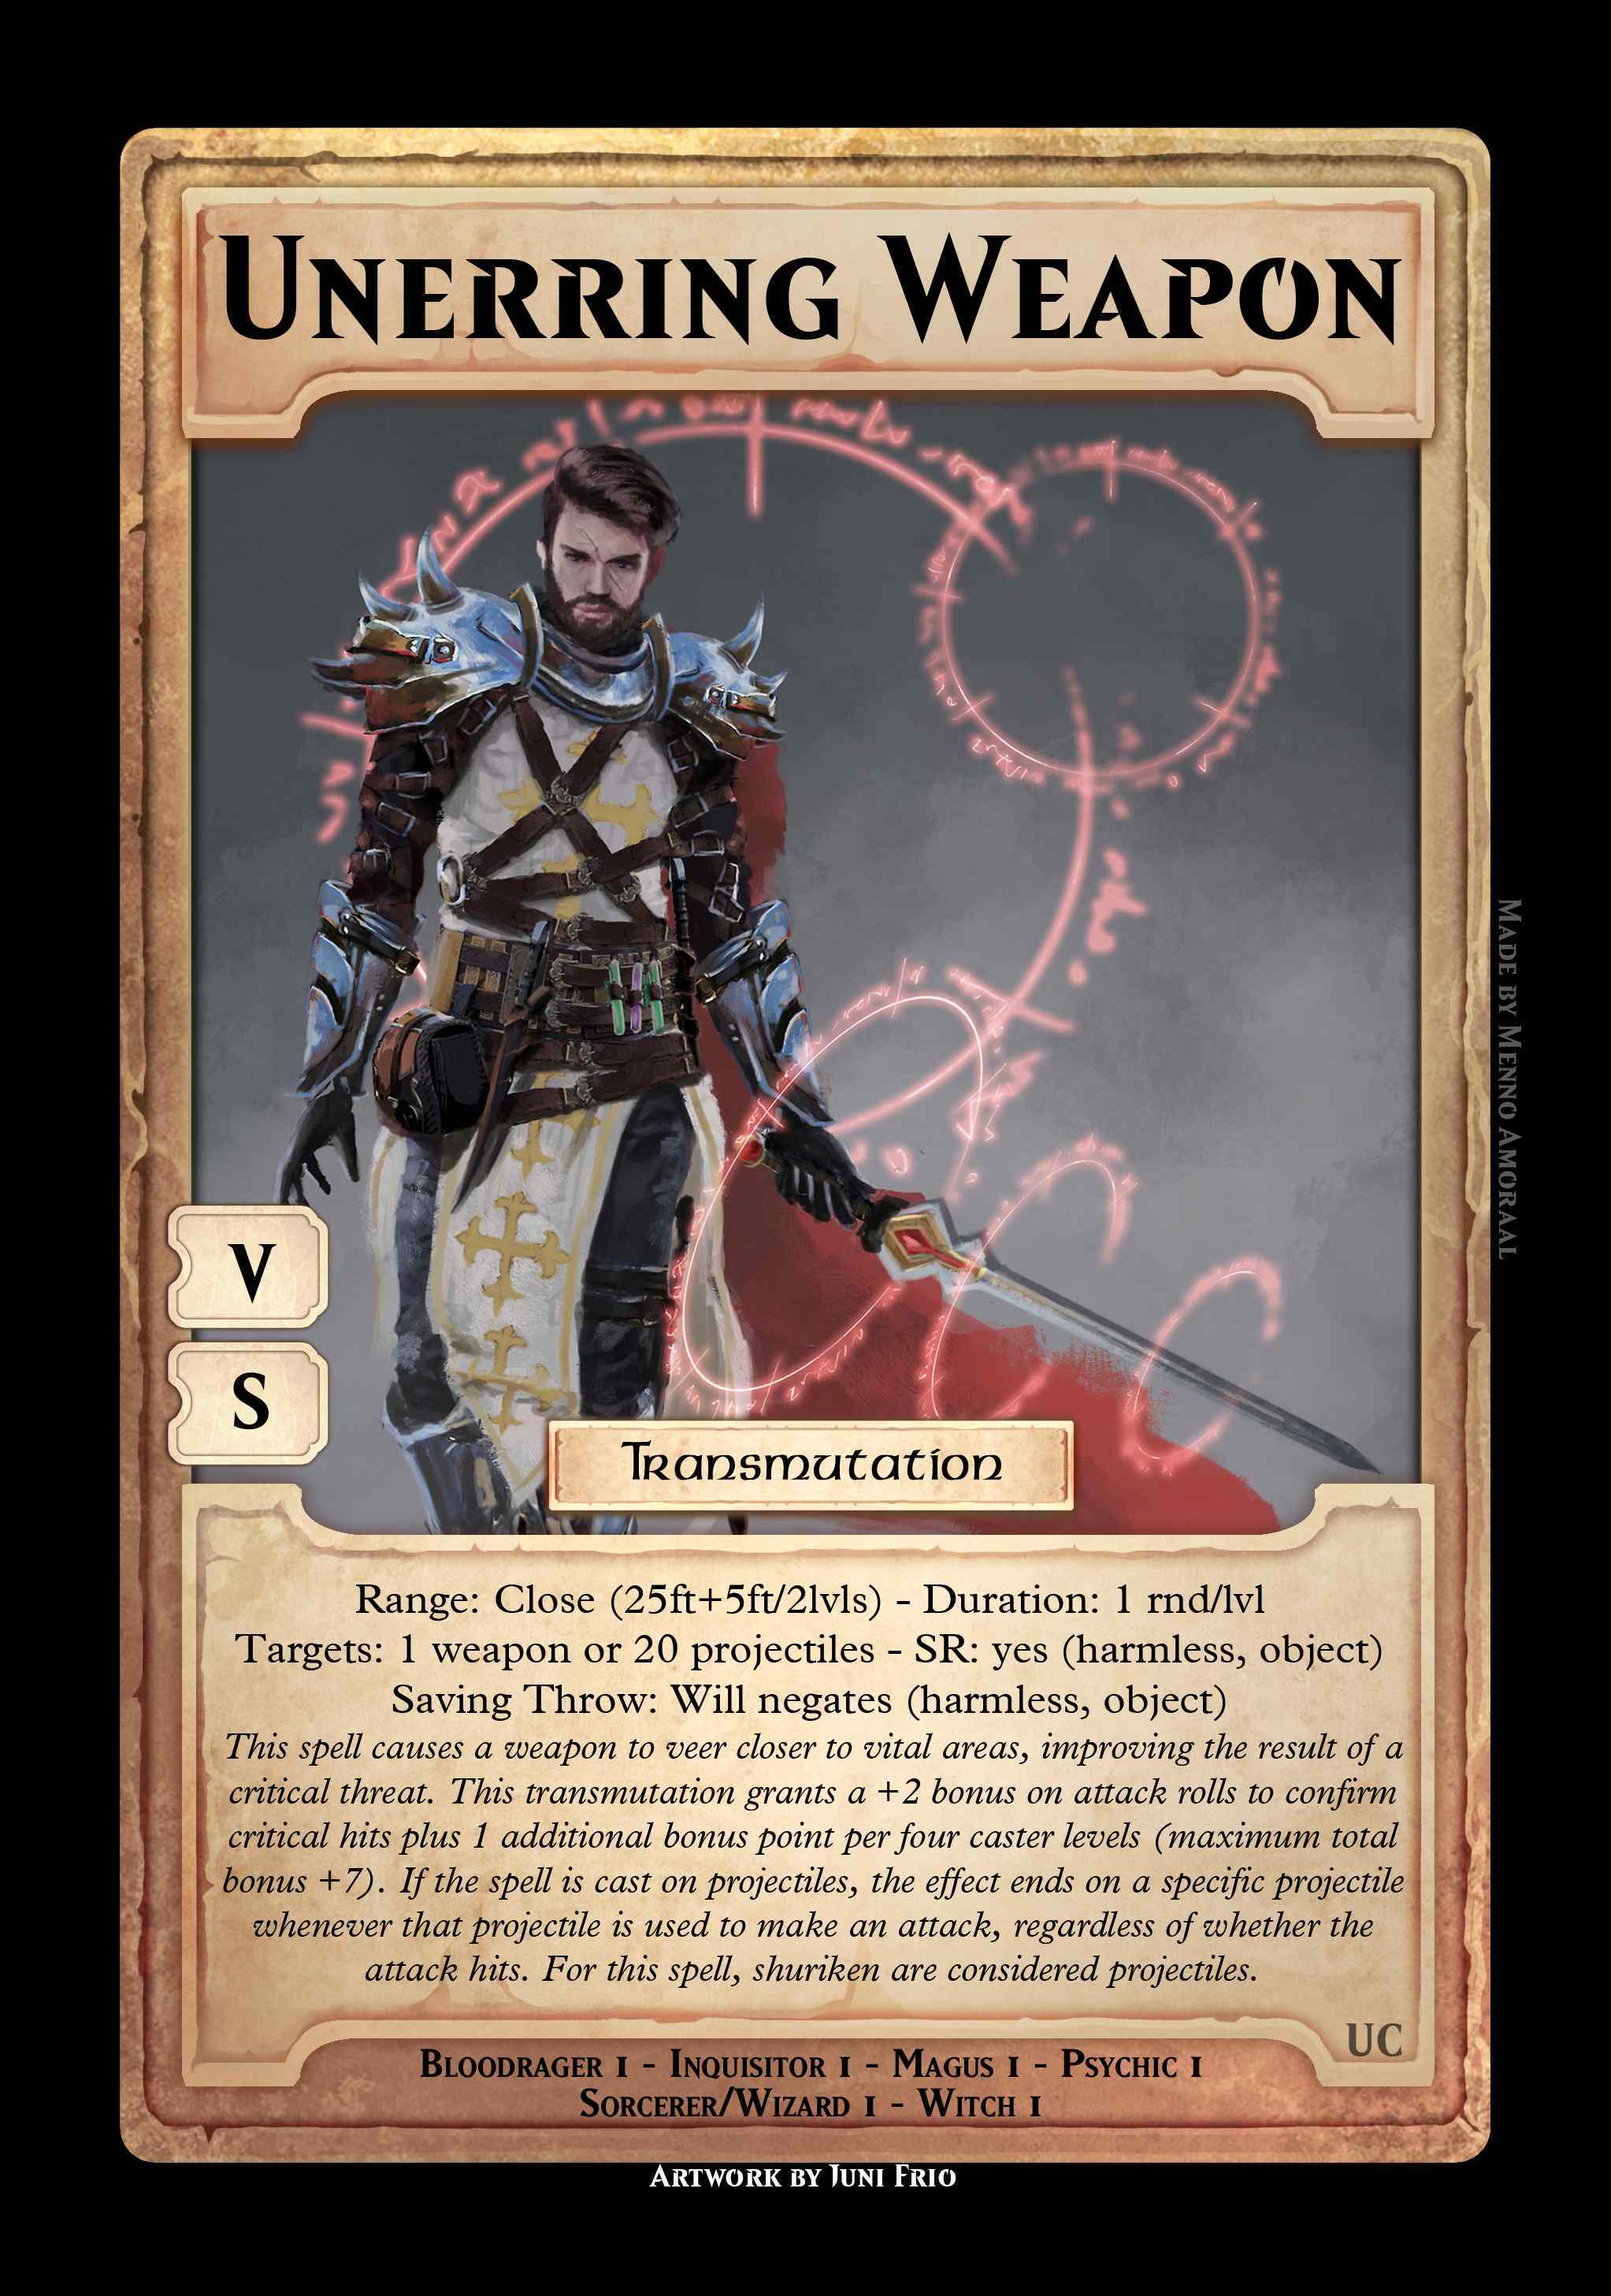 Unerring Weapon
V
S
Transmutation
Range: Close (25ft+5ft/2lvls) - Duration: 1 rnd/lvl
Targets: 1 weapon or 20 projectiles - SR: yes (harmless, object)
Saving Throw: Will negates (harmless, object)
This spell causes a weapon to veer closer to vital areas, improving the result of a
critical threat. This transmutation grants a +2 bonus on attack rolls to confirm
critical hits plus 1 additional bonus point per four caster levels (maximum total
bonus +7). If the spell is cast on projectiles, the effect ends on a specific projectile
whenever that projectile is used to make an attack, regardless of whether the
attack hits. For this spell, shuriken are considered projectiles.
UC
Bloodrager 1 - Inquisitor 1 - Magus 1 - Psychic 1
Sorcerer/Wizard 1 - Witch 1
Artwork by Juni Frio
Made by Menno Amoraal